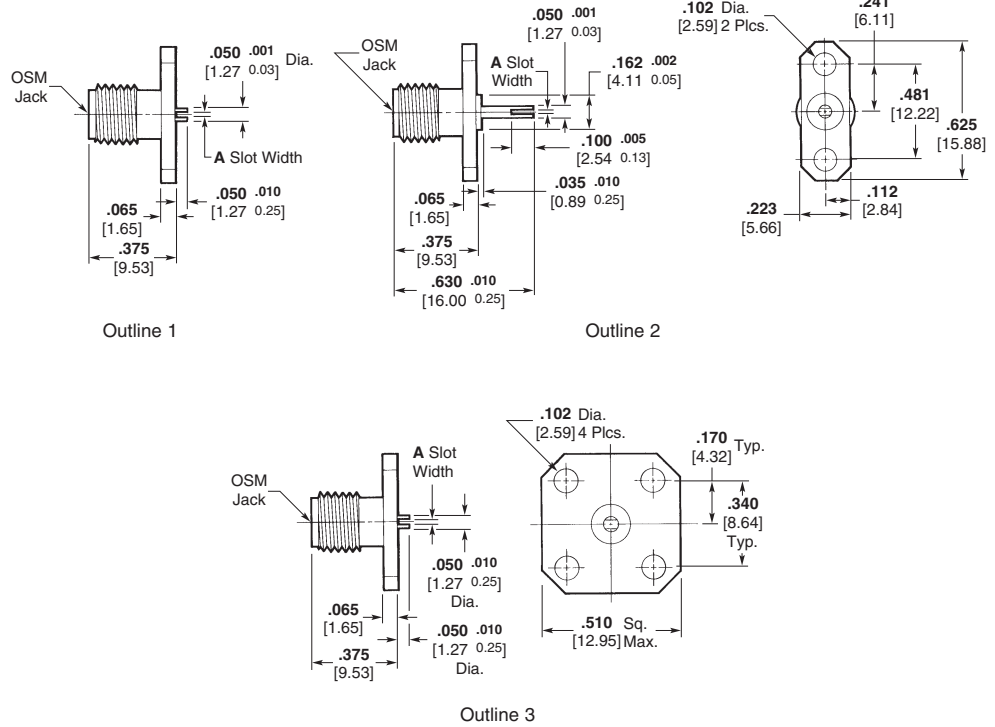 .050 .001
[1.27 0.03] Dia.
OSM
Jack
A Slot Width
.050 .010
[1.27 0.25]
.065
[1.65]
.375
[9.53]
Outline 1
OSM
Jack
.050 .001
[1.27 0.03]
A Slot
Width
.162 .002
[4.11 0.05]
.100 .005
[2.54 0.13]
.035 .010
[0.89 0.25]
.065
[1.65]
.375
[9.53]
.630 .010
[16.00 0.25]
.102 Dia.
[2.59] 2 Plcs.
.241
[6.11]
.481
[12.22]
.625
[15.88]
.112
[2.84]
.223
[5.66]
Outline 2
OSM
Jack
A Slot
Width
.050 .010
[1.27 0.25]
Dia.
.065
[1.65]
.050 .010
[1.27 0.25]
Dia.
.375
[9.53]
.102 Dia.
[2.59] 4 Plcs.
.170 Typ.
[4.32]
.340
[8.64]
Typ.
.510 Sq.
[12.95] Max.
Outline 3